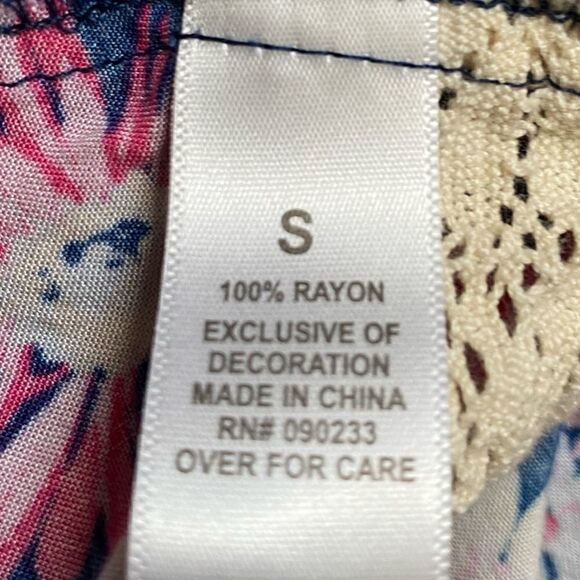 S
100% RAYON
EXCLUSIVE OF
DECORATION
MADE IN CHINA
RN# 090233
OVER FOR CARE